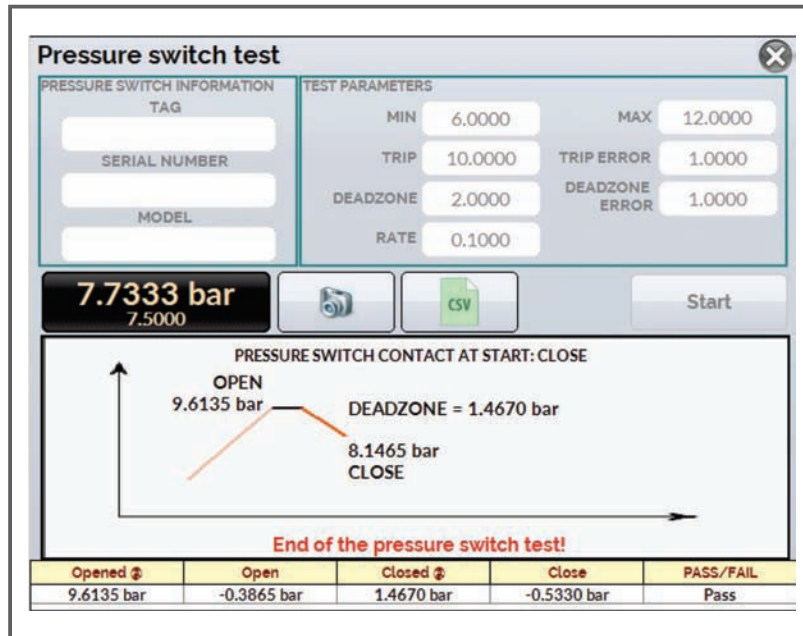 Pressure switch test
PRESSURE SWITCH INFORMATION
TAG
SERIAL NUMBER
MODEL
TEST PARAMETERS
MIN 6.0000 MAX 12.0000
TRIP 10.0000 TRIP ERROR 1.0000
DEADZONE 2.0000 DEADZONE ERROR 1.0000
RATE 0.1000
7.7333 bar
7.5000
CSV
Start
PRESSURE SWITCH CONTACT AT START: CLOSE
OPEN
9.6135 bar
DEADZONE = 1.4670 bar
8.1465 bar
CLOSE
End of the pressure switch test!
Opened Open Closed Close PASS/FAIL
9.6135 bar -0.3865 bar 1.4670 bar -0.5330 bar Pass